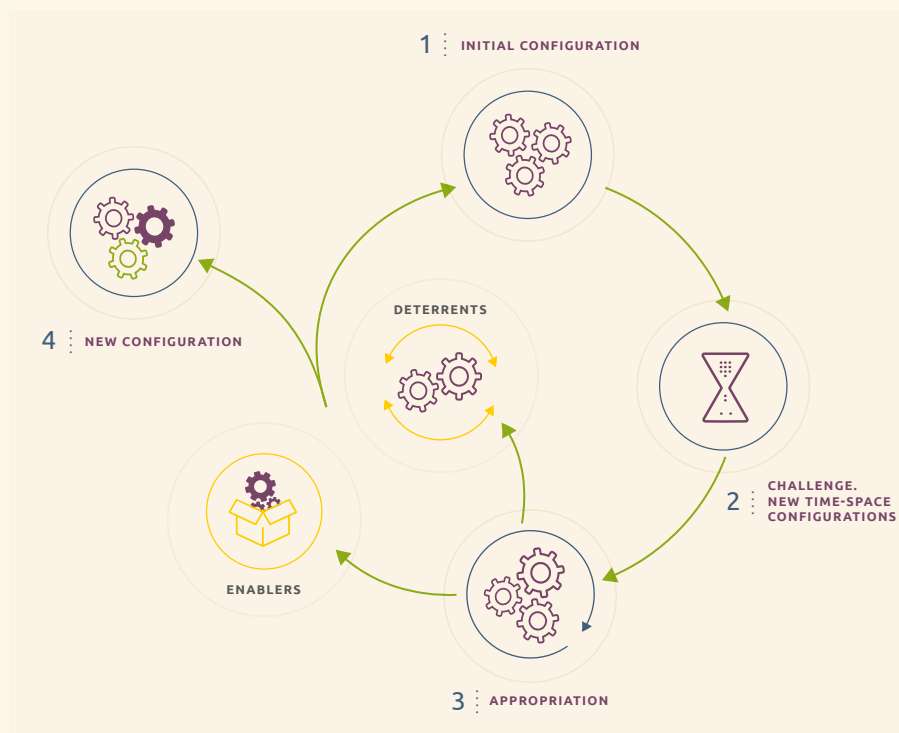 1 INITIAL CONFIGURATION
DETERRENTS
4 NEW CONFIGURATION
2 CHALLENGE.
NEW TIME-SPACE
CONFIGURATIONS
ENABLERS
3 APPROPRIATION